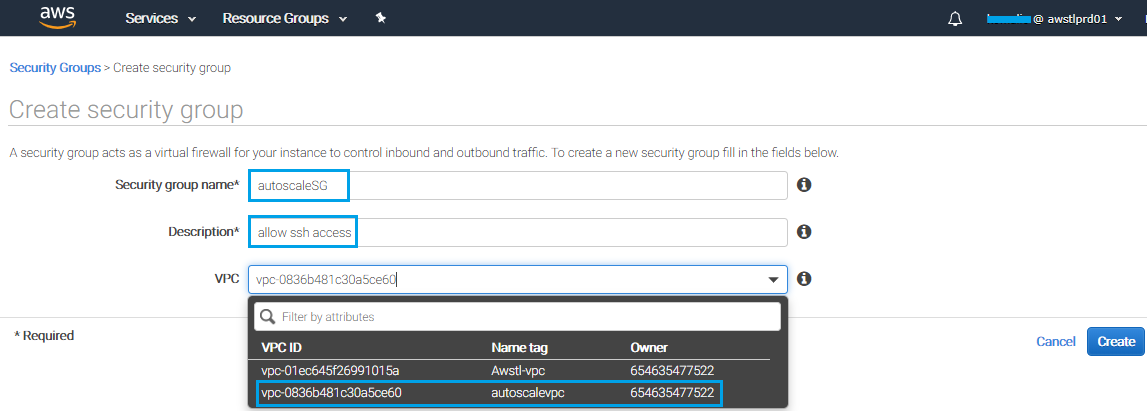 aws Services Resource Groups @ awstlprd01
Security Groups > Create security group
Create security group
A security group acts as a virtual firewall for your instance to control inbound and outbound traffic. To create a new security group fill in the fields below.
Security group name* autoscaleSG
Description* allow ssh access
VPC vpc-0836b481c30a5ce60
Filter by attributes
* Required
Cancel Create
VPC ID Name tag Owner
vpc-01ec645f26991015a Awstl-vpc 654635477522
vpc-0836b481c30a5ce60 autoscalevpc 654635477522